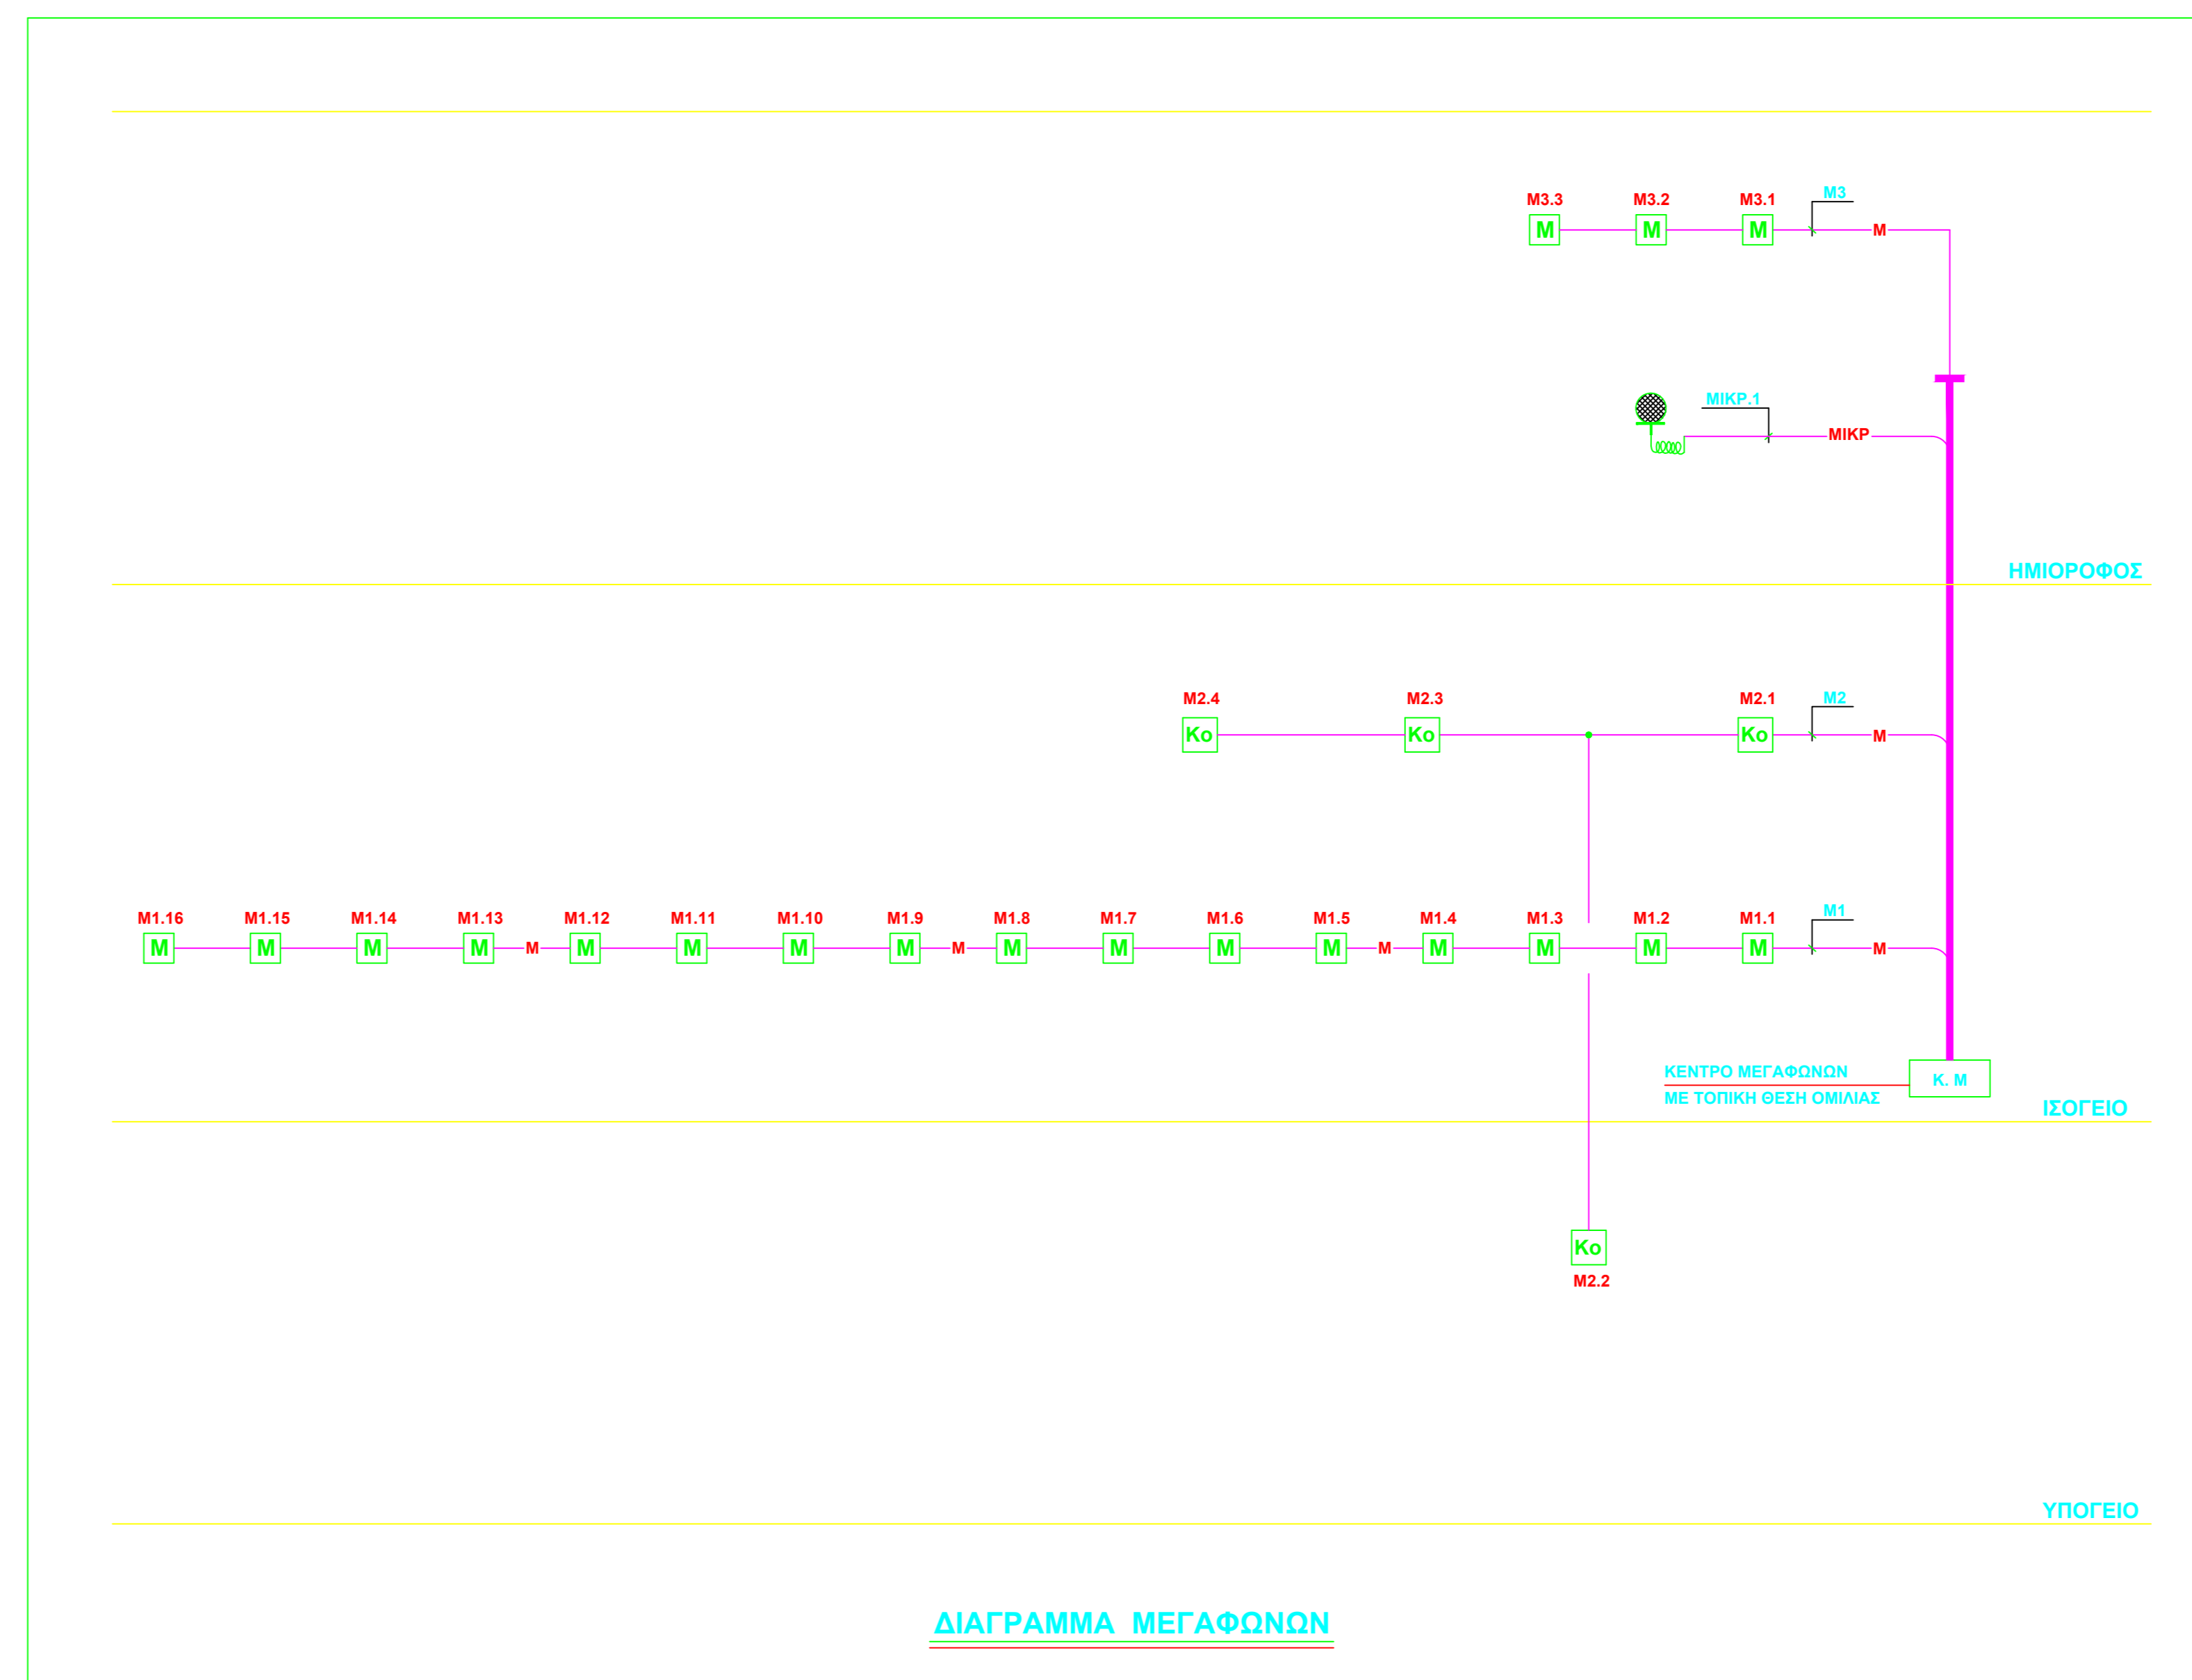 M3.3 M3.2 M3.1 M3
M M M M
ΜΙΚΡ.1
ΜΙΚΡ
ΗΜΙΟΡΟΦΟΣ
M2.4 M2.3 M2.1 M2
Ko Ko Ko M
M1.16 M1.15 M1.14 M1.13 M1.12 M1.11 M1.10 M1.9 M1.8 M1.7 M1.6 M1.5 M1.4 M1.3 M1.2 M1.1 M1
M M M M M M M M M M M M M M M M M M M M
ΚΕΝΤΡΟ ΜΕΓΑΦΩΝΩΝ
ΜΕ ΤΟΠΙΚΗ ΘΕΣΗ ΟΜΙΛΙΑΣ
Κ. Μ
ΙΣΟΓΕΙΟ
Ko
M2.2
ΥΠΟΓΕΙΟ
ΔΙΑΓΡΑΜΜΑ ΜΕΓΑΦΩΝΩΝ